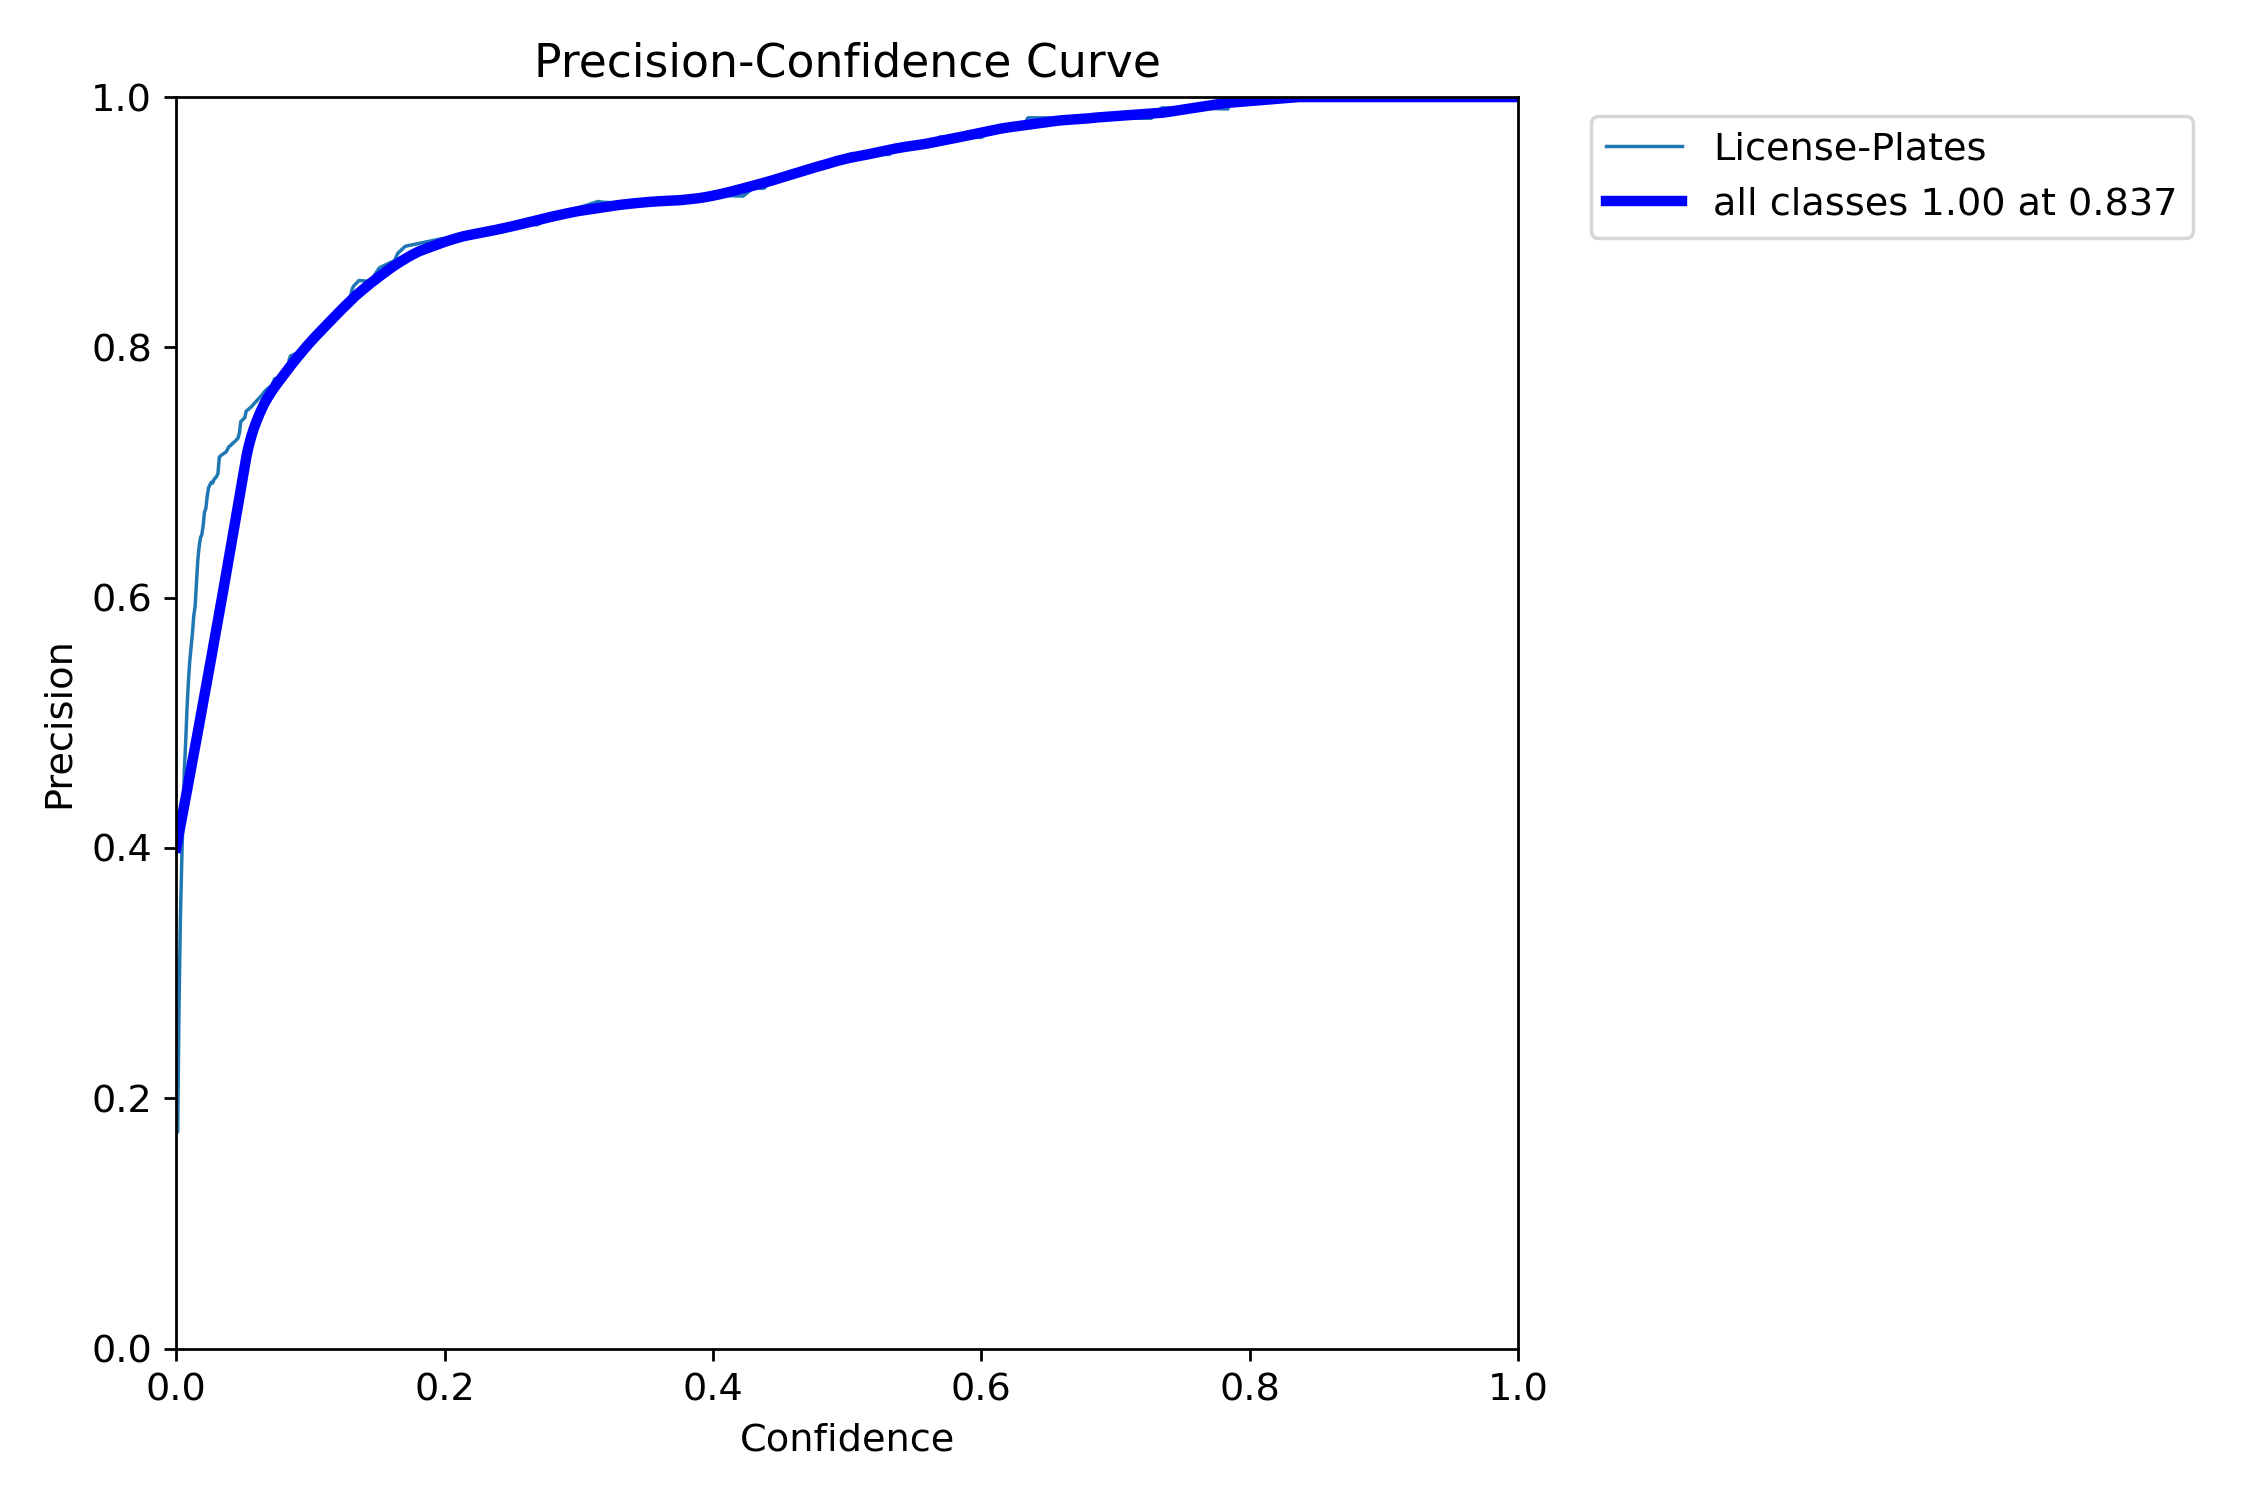 Precision-Confidence Curve
1.0
0.8
0.6
0.4
0.2
0.0
Precision
0.0 0.2 0.4 0.6 0.8 1.0
Confidence
License-Plates
all classes 1.00 at 0.837